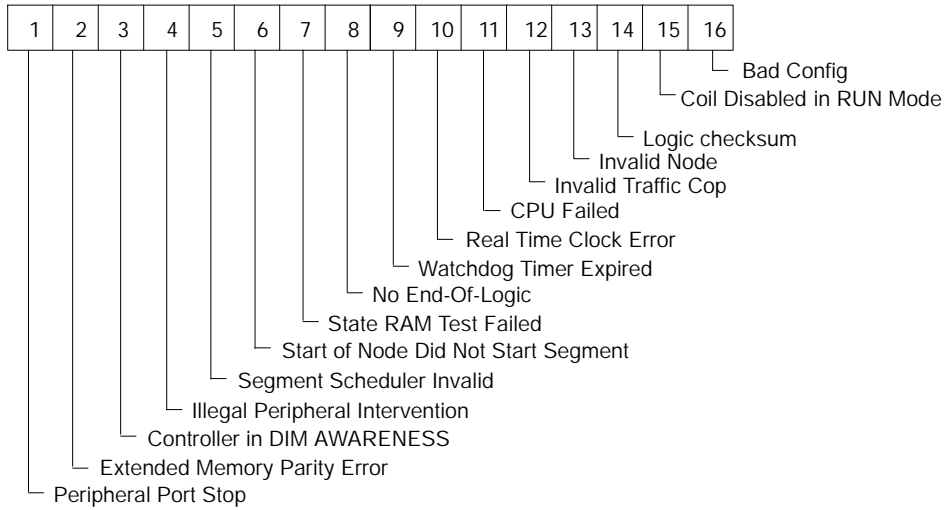 1 2 3 4 5 6 7 8 9 10 11 12 13 14 15 16
Bad Config
Coil Disabled in RUN Mode
Logic checksum
Invalid Node
Invalid Traffic Cop
CPU Failed
Real Time Clock Error
Watchdog Timer Expired
No End-Of-Logic
State RAM Test Failed
Start of Node Did Not Start Segment
Segment Scheduler Invalid
Illegal Peripheral Intervention
Controller in DIM AWARENESS
Extended Memory Parity Error
Peripheral Port Stop